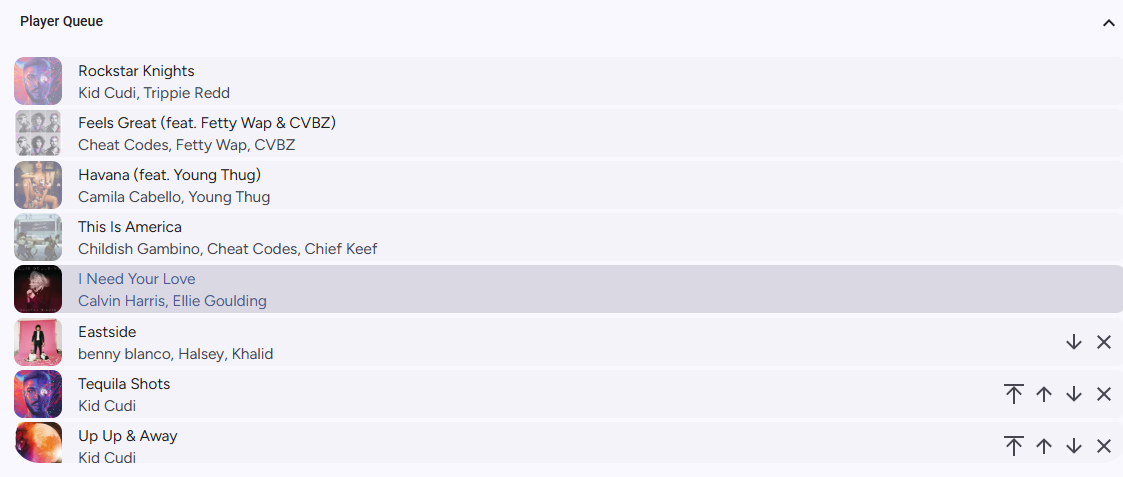 Player Queue
Rockstar Knights
Kid Cudi, Trippie Redd
Feels Great (feat. Fetty Wap & CVBZ)
Cheat Codes, Fetty Wap, CVBZ
Havana (feat. Young Thug)
Camila Cabello, Young Thug
This Is America
Childish Gambino, Cheat Codes, Chief Keef
I Need Your Love
Calvin Harris, Ellie Goulding
Eastside
benny blanco, Halsey, Khalid
Tequila Shots
Kid Cudi
Up Up & Away
Kid Cudi